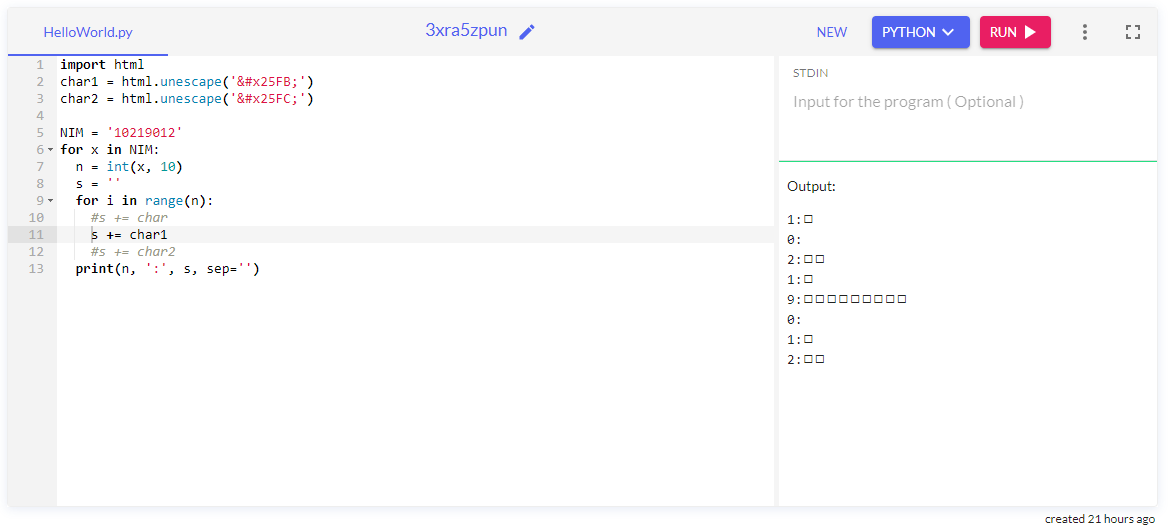 HelloWorld.py
3xra5zpun
NEW
PYTHON
RUN
1 import html
2 char1 = html.unescape('&#x25FB;')
3 char2 = html.unescape('&#x25FC;')
4
5 NIM = '10219012'
6 for x in NIM:
7   n = int(x, 10)
8   s = ''
9   for i in range(n):
10     #s += char
11     s += char1
12     #s += char2
13   print(n, ':', s, sep='')
STDIN
Input for the program ( Optional )
Output:
1:◻
0:
2:◻◻
1:◻
9:◻◻◻◻◻◻◻◻◻
0:
1:◻
2:◻◻
created 21 hours ago